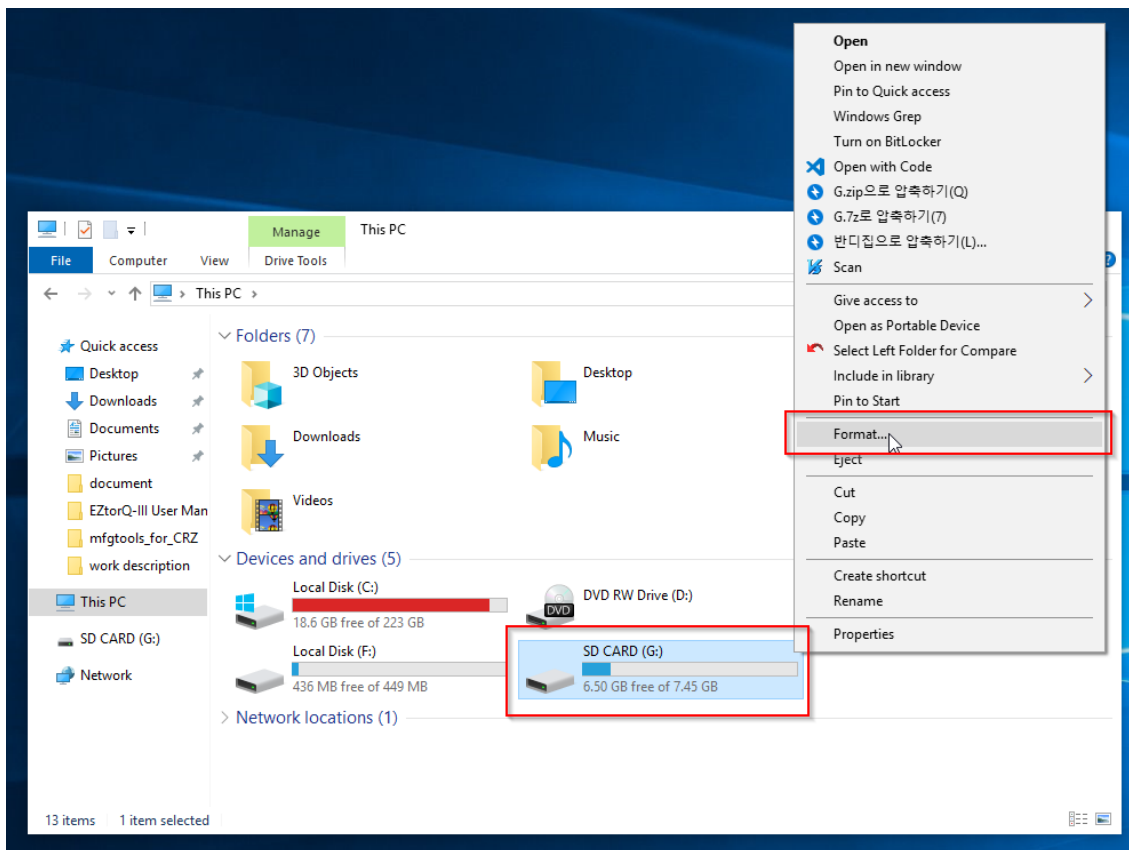 Manage
This PC
File
Computer
View
Drive Tools
This PC
Quick access
Desktop
Downloads
Documents
Pictures
document
EZtorQ-III User Man
mfgtools_for_CRZ
work description
This PC
SD CARD (G:)
Network
Folders (7)
3D Objects
Desktop
Downloads
Music
Videos
Devices and drives (5)
Local Disk (C:)
18.6 GB free of 223 GB
DVD RW Drive (D:)
DVD
Local Disk (F:)
436 MB free of 449 MB
SD CARD (G:)
6.50 GB free of 7.45 GB
Network locations (1)
13 items
1 item selected
Open
Open in new window
Pin to Quick access
Windows Grep
Turn on BitLocker
Open with Code
G.zip으로 압축하기(Q)
G.7z로 압축하기(7)
반디집으로 압축하기(L)...
Scan
Give access to
Open as Portable Device
Select Left Folder for Compare
Include in library
Pin to Start
Format...
Eject
Cut
Copy
Paste
Create shortcut
Rename
Properties